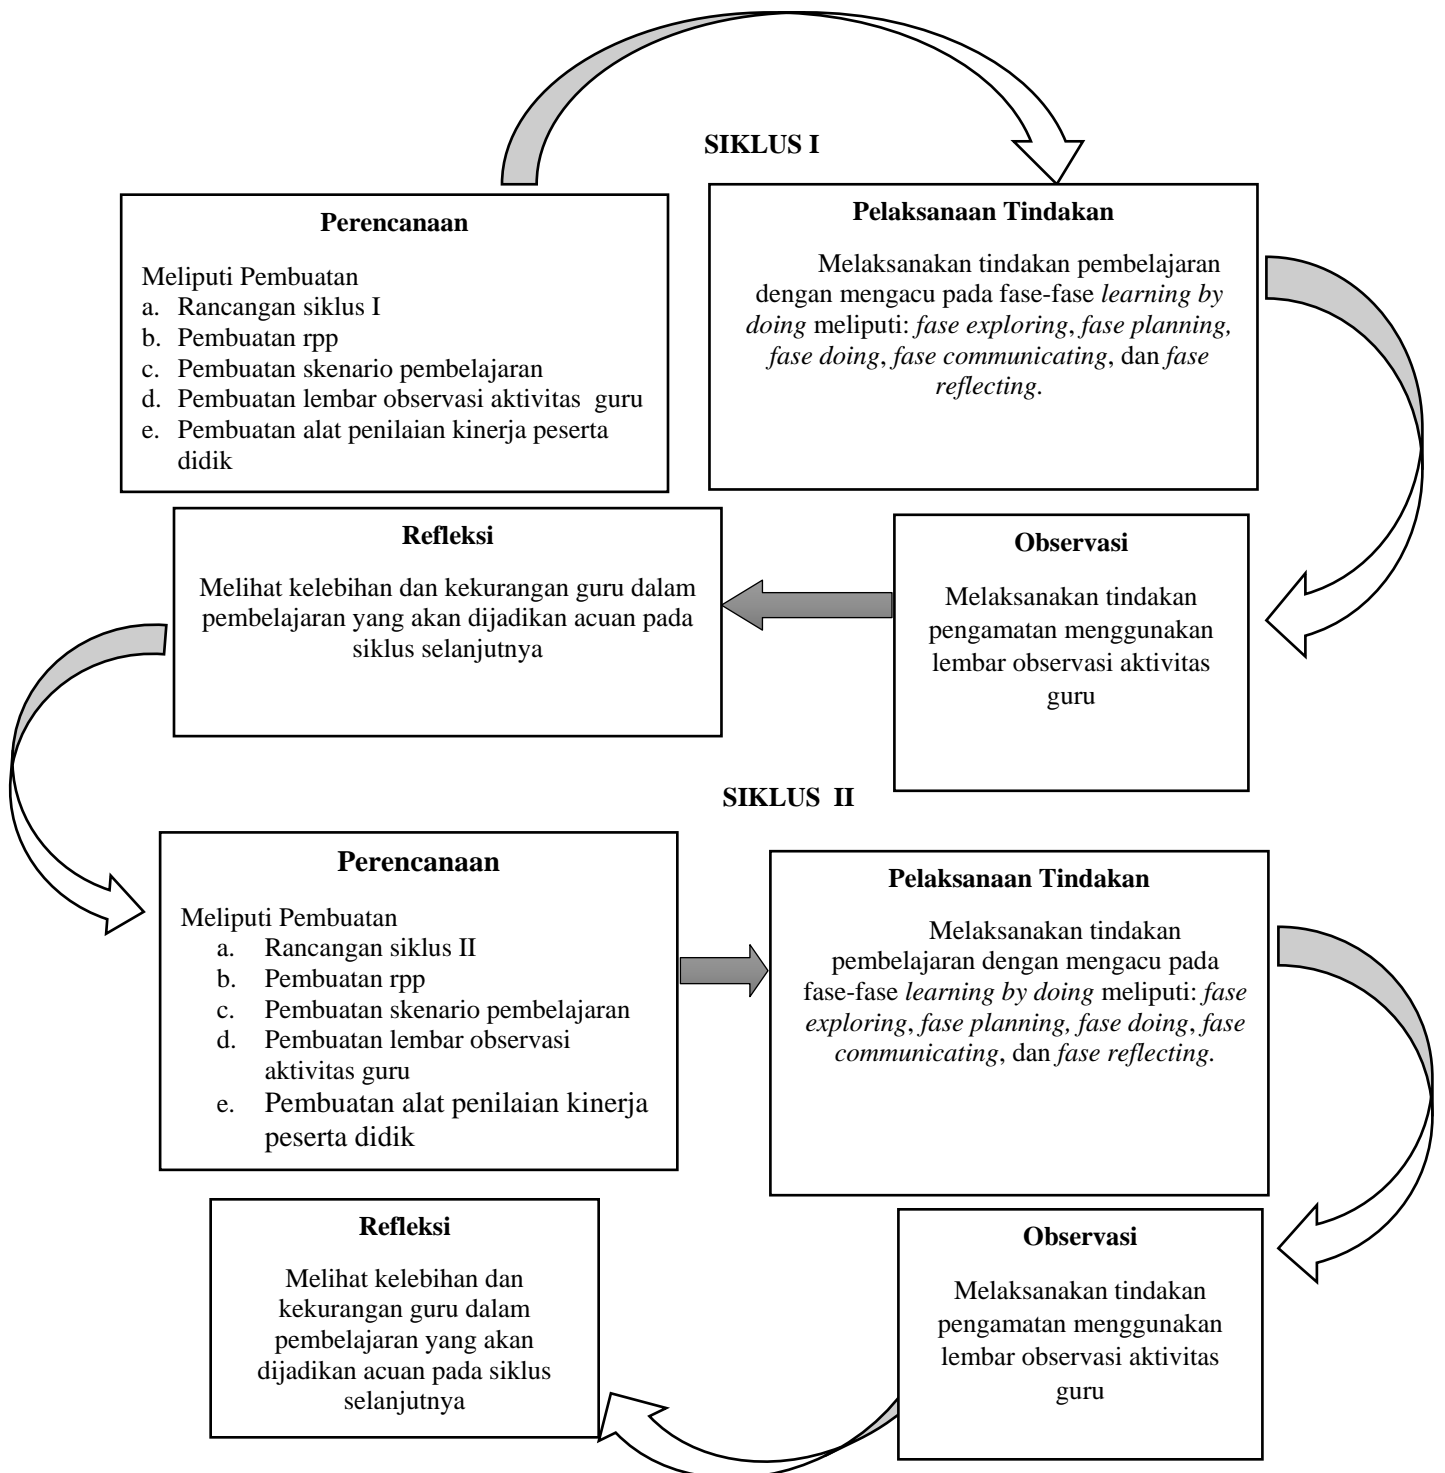 SIKLUS I
Perencanaan
Meliputi Pembuatan
a. Rancangan siklus I
b. Pembuatan rpp
c. Pembuatan skenario pembelajaran
d. Pembuatan lembar observasi aktivitas guru
e. Pembuatan alat penilaian kinerja peserta
didik
Pelaksanaan Tindakan
Melaksanakan tindakan pembelajaran
dengan mengacu pada fase-fase learning by
doing meliputi: fase exploring, fase planning,
fase doing, fase communicating, dan fase
reflecting.
Observasi
Melaksanakan tindakan
pengamatan menggunakan
lembar observasi aktivitas
guru
Refleksi
Melihat kelebihan dan kekurangan guru dalam
pembelajaran yang akan dijadikan acuan pada
siklus selanjutnya
SIKLUS II
Perencanaan
Meliputi Pembuatan
a. Rancangan siklus II
b. Pembuatan rpp
c. Pembuatan skenario pembelajaran
d. Pembuatan lembar observasi
aktivitas guru
e. Pembuatan alat penilaian kinerja
peserta didik
Pelaksanaan Tindakan
Melaksanakan tindakan
pembelajaran dengan mengacu pada
fase-fase learning by doing meliputi: fase
exploring, fase planning, fase doing, fase
communicating, dan fase reflecting.
Observasi
Melaksanakan tindakan
pengamatan menggunakan
lembar observasi aktivitas
guru
Refleksi
Melihat kelebihan dan
kekurangan guru dalam
pembelajaran yang akan
dijadikan acuan pada siklus
selanjutnya